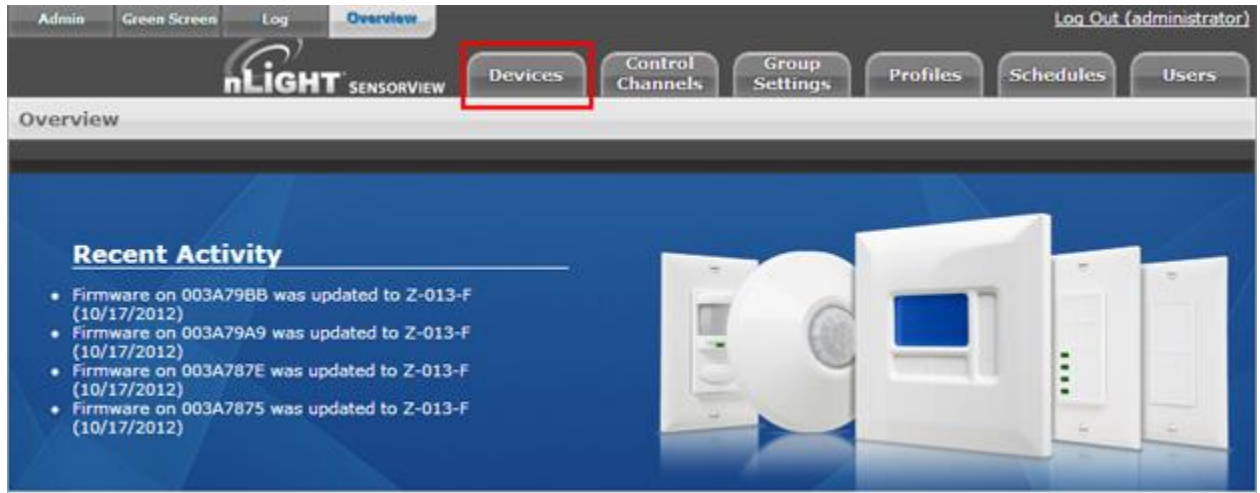 Admin Green Screen Log Overview Log Out (administrator)
nLIGHT SENSORVIEW Devices Control Channels Group Settings Profiles Schedules Users
Overview
Recent Activity
• Firmware on 003A79BB was updated to Z-013-F
(10/17/2012)
• Firmware on 003A79A9 was updated to Z-013-F
(10/17/2012)
• Firmware on 003A787E was updated to Z-013-F
(10/17/2012)
• Firmware on 003A7875 was updated to Z-013-F
(10/17/2012)